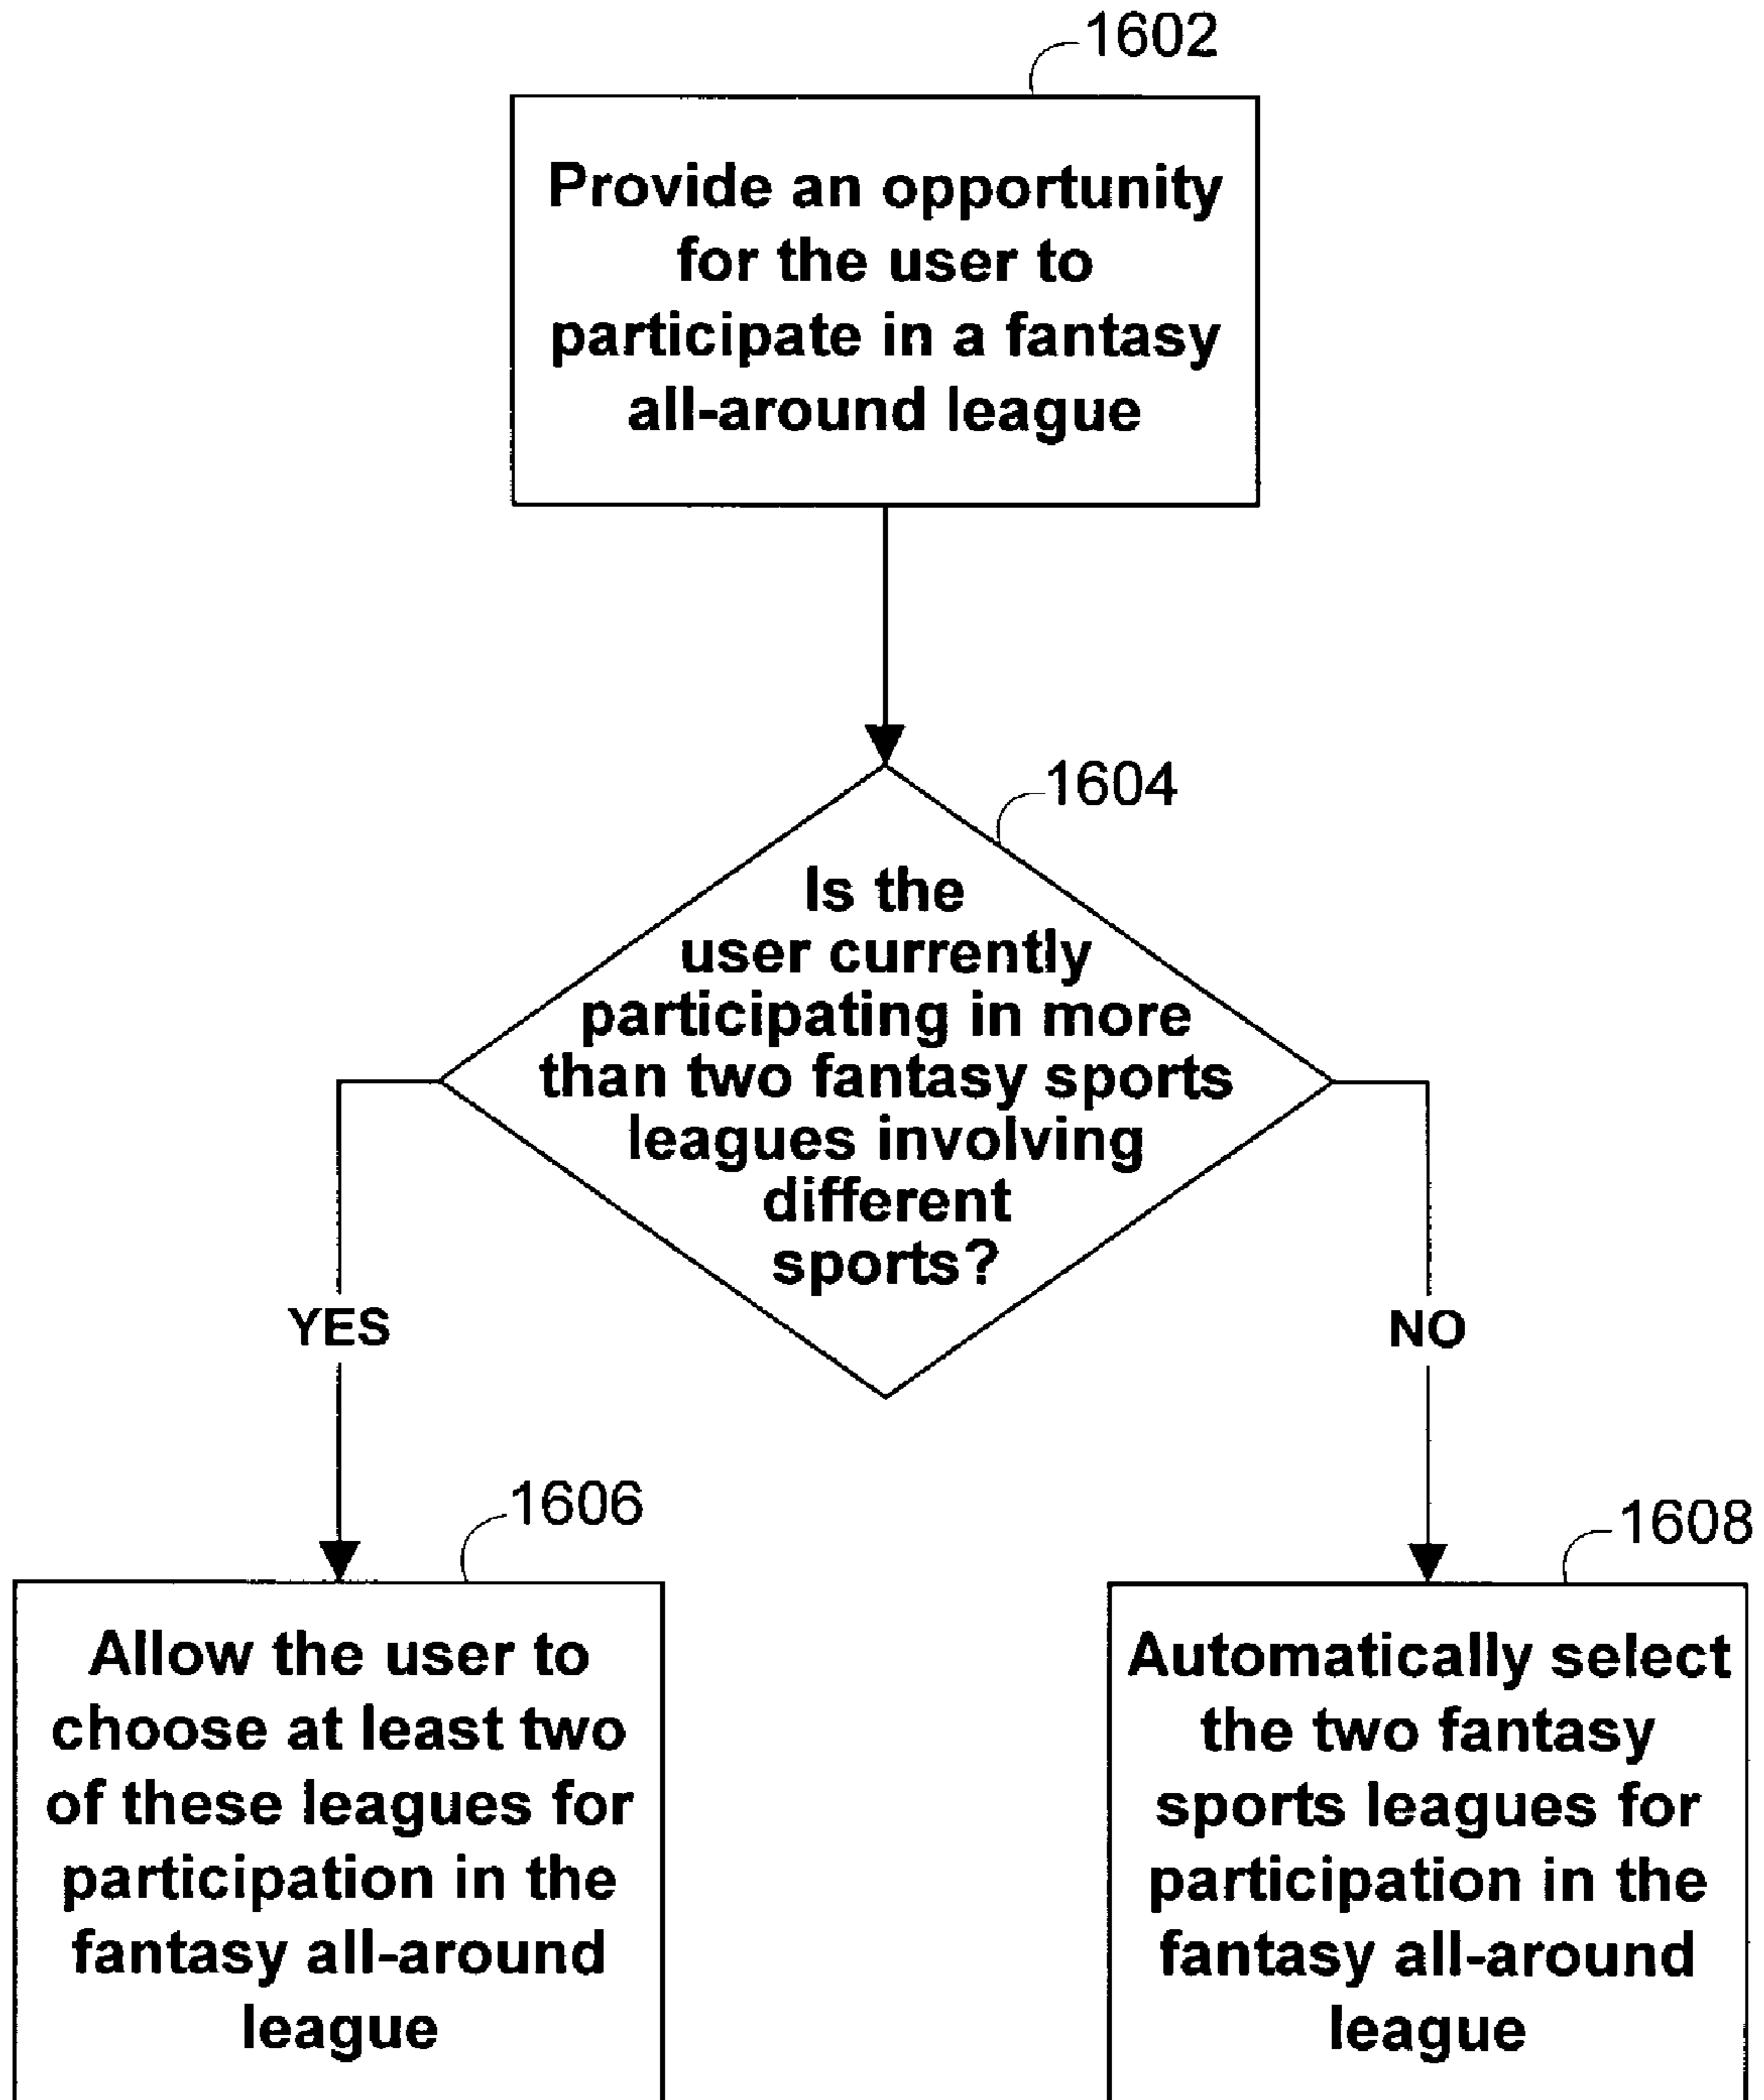 1602
Provide an opportunity
for the user to
participate in a fantasy
all-around league
1604
Is the
user currently
participating in more
than two fantasy sports
leagues involving
different
sports?
YES
NO
1606
Allow the user to
choose at least two
of these leagues for
participation in the
fantasy all-around
league
1608
Automatically select
the two fantasy
sports leagues for
participation in the
fantasy all-around
league